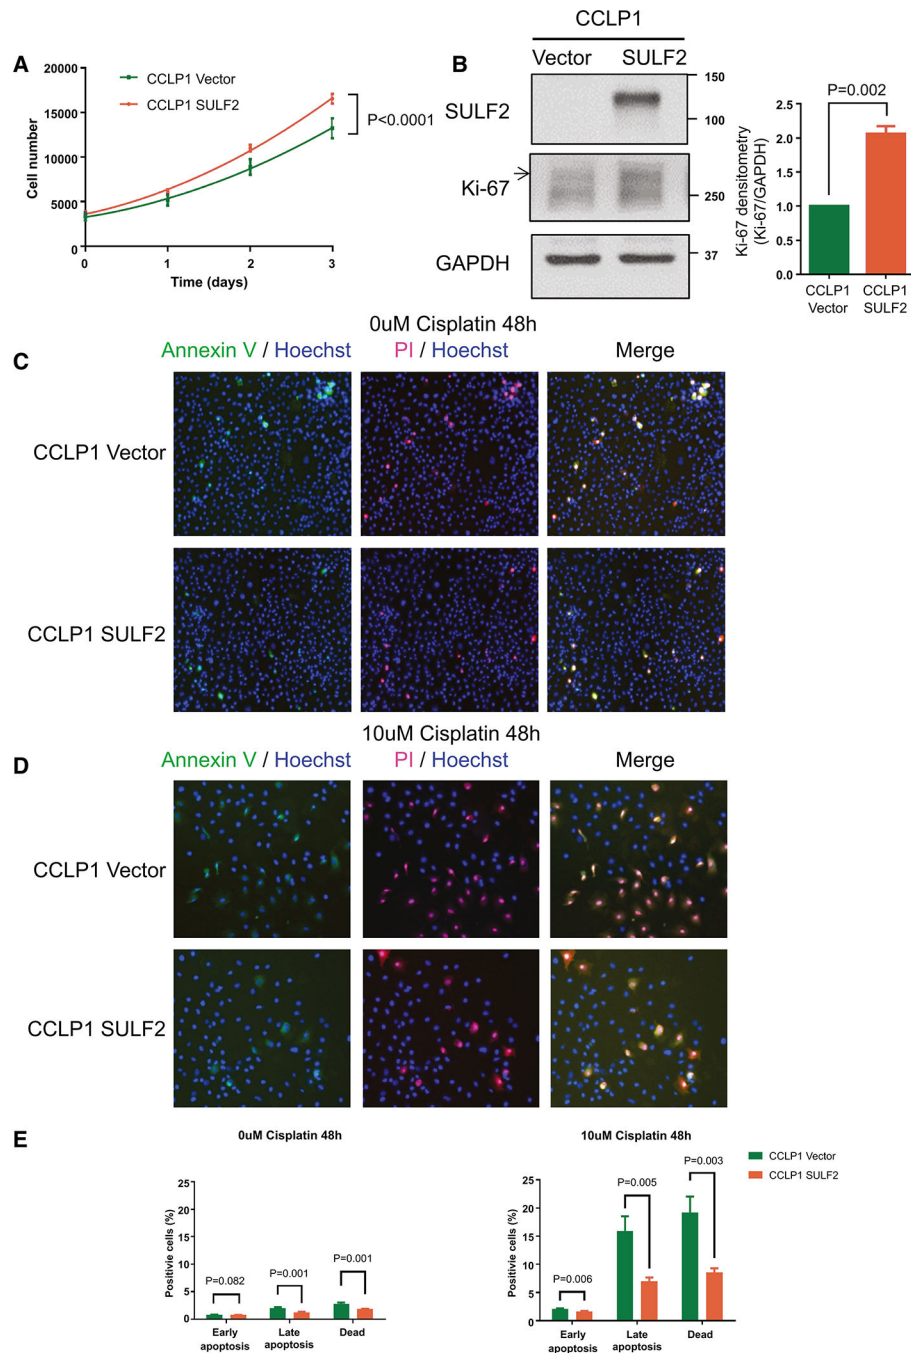 A
20000
15000
10000
5000
0
Cell number
0
1
2
3
Time (days)
CCLP1 Vector
CCLP1 SULF2
P<0.0001
B
CCLP1
Vector
SULF2
SULF2
Ki-67
GAPDH
150
100
250
37
P=0.002
2.5
2.0
1.5
1.0
0.5
0.0
Ki-67 densitometry
(Ki-67/GAPDH)
CCLP1
Vector
CCLP1
SULF2
C
0uM Cisplatin 48h
Annexin V / Hoechst
PI / Hoechst
Merge
CCLP1 Vector
CCLP1 SULF2
D
10uM Cisplatin 48h
Annexin V / Hoechst
PI / Hoechst
Merge
CCLP1 Vector
CCLP1 SULF2
E
0uM Cisplatin 48h
25
20
15
10
5
0
Positivie cells (%)
P=0.082
P=0.001
P=0.001
Early
apoptosis
Late
apoptosis
Dead
10uM Cisplatin 48h
25
20
15
10
5
0
Positivie cells (%)
P=0.006
P=0.005
P=0.003
Early
apoptosis
Late
apoptosis
Dead
CCLP1 Vector
CCLP1 SULF2